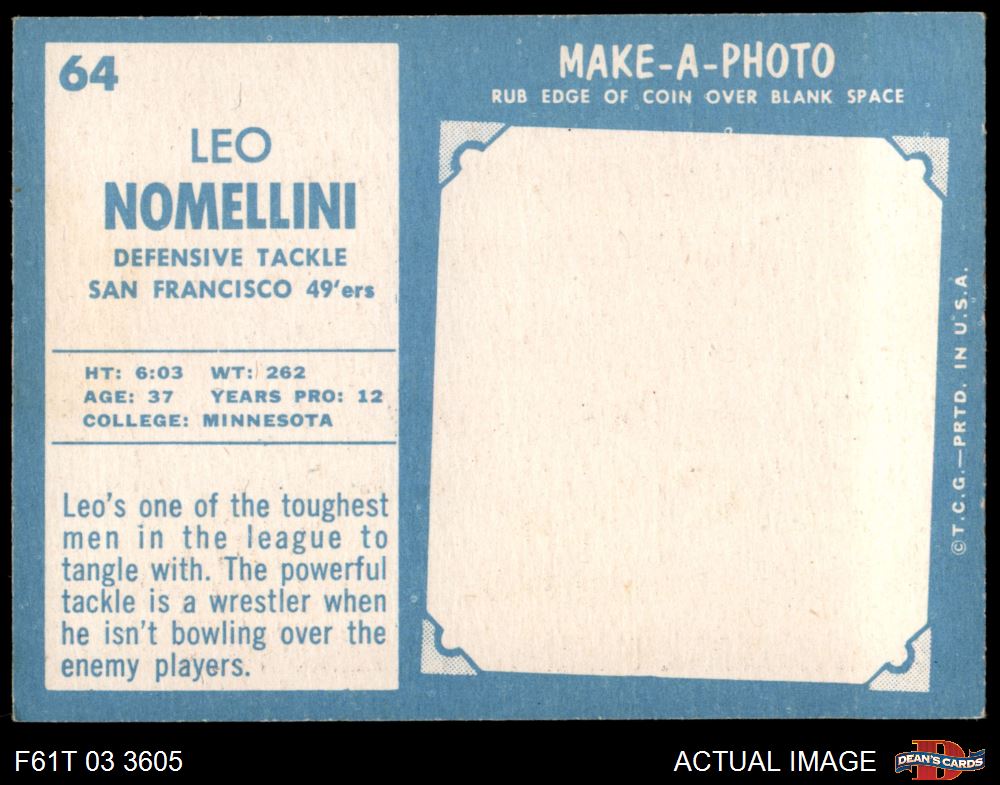 64
LEO
NOMELLINI
DEFENSIVE TACKLE
SAN FRANCISCO 49'ers
HT: 6:03 WT: 262
AGE: 37 YEARS PRO: 12
COLLEGE: MINNESOTA
Leo's one of the toughest
men in the league to
tangle with. The powerful
tackle is a wrestler when
he isn't bowling over the
enemy players.
MAKE-A-PHOTO
RUB EDGE OF COIN OVER BLANK SPACE
© T.C.G.—PRTD. IN U.S.A.
F61T 03 3605
ACTUAL IMAGE
D
DEAN'S CARDS